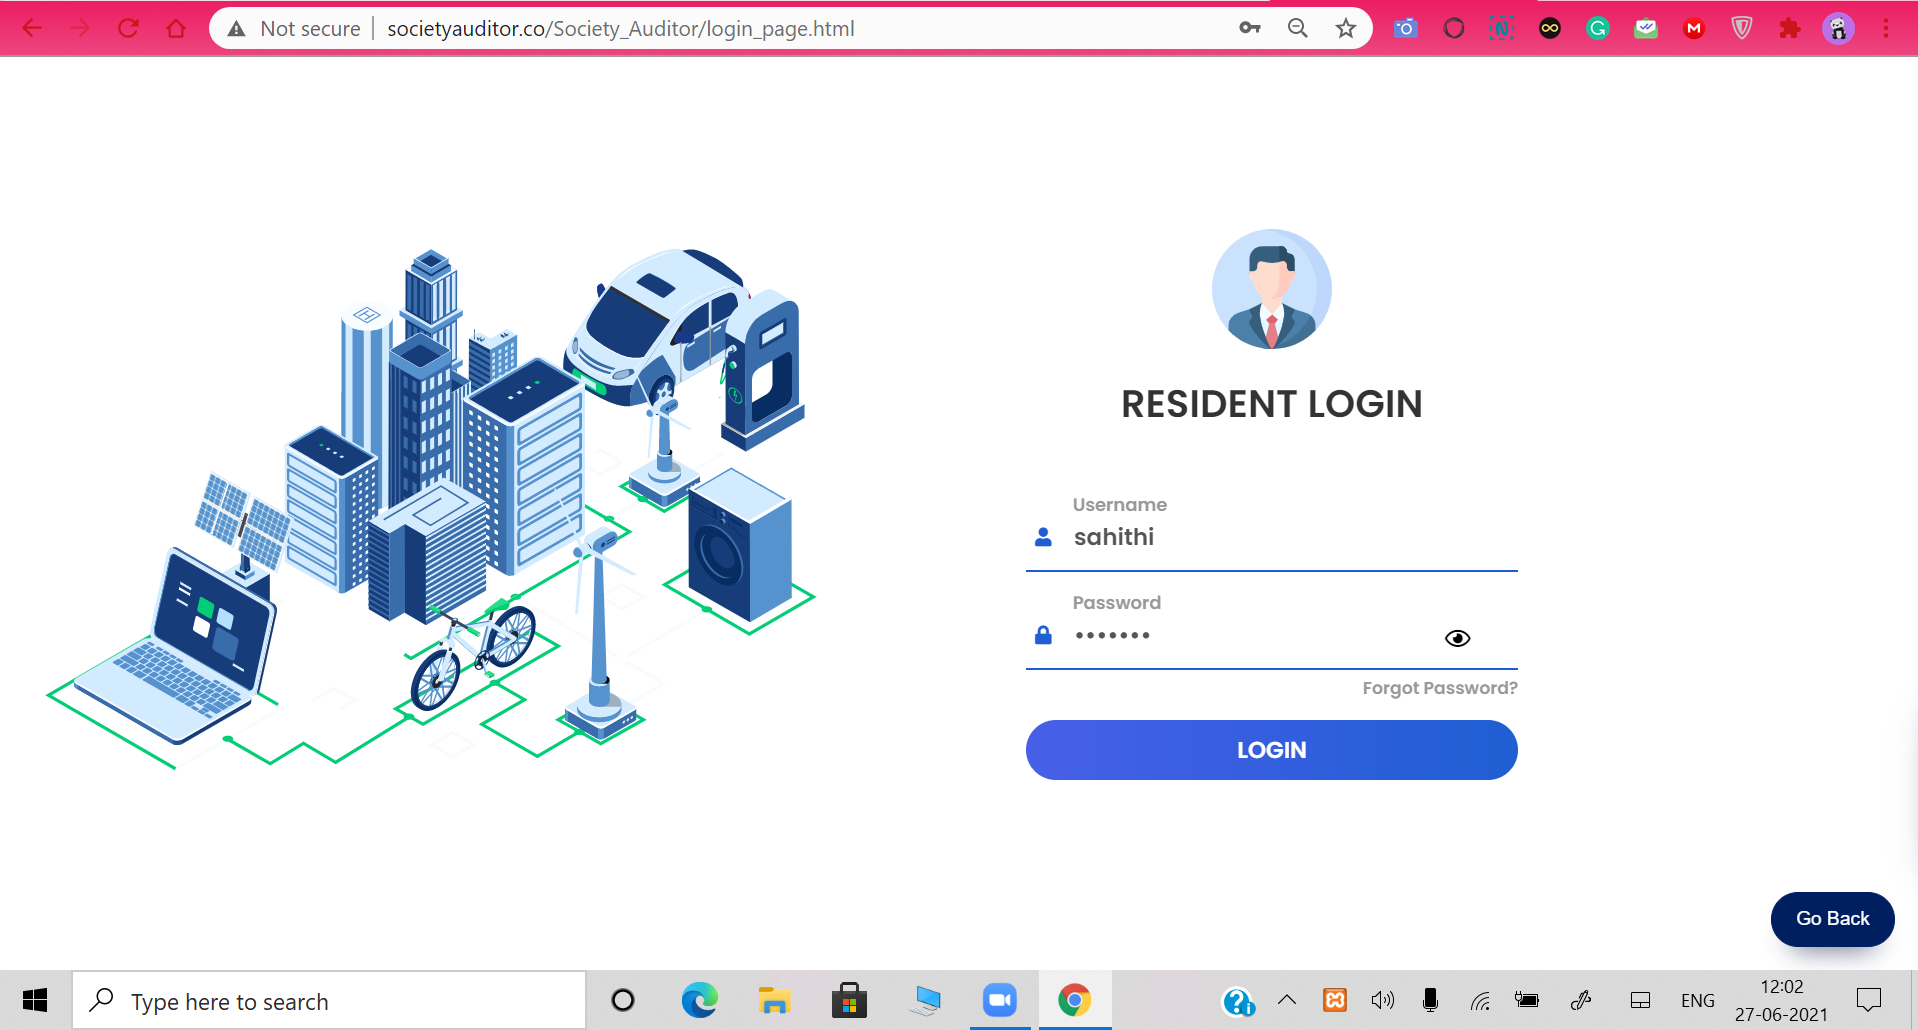 Not secure | societyauditor.co/Society_Auditor/login_page.html
RESIDENT LOGIN
Username
sahithi
Password
•••••••
Forgot Password?
LOGIN
Go Back
Type here to search
ENG
12:02
27-06-2021